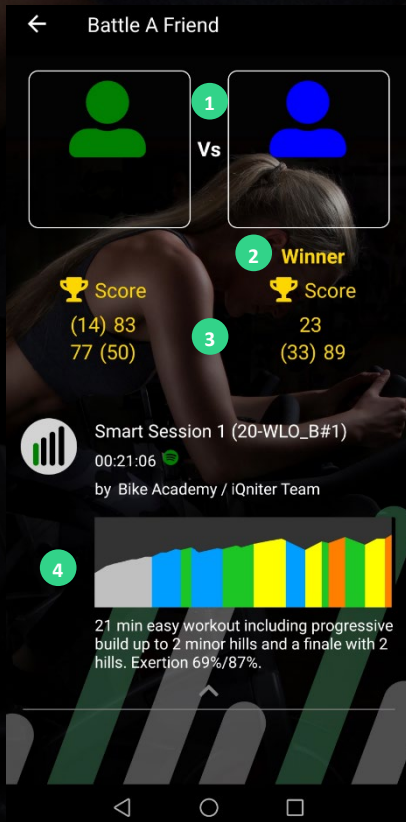 Battle A Friend
1
Vs
2 Winner
Score Score
(14) 83 23
3
77 (50) (33) 89
Smart Session 1 (20-WLO_B#1)
00:21:06
by Bike Academy / iQniter Team
4
21 min easy workout including progressive
build up to 2 minor hills and a finale with 2
hills. Exertion 69%/87%.